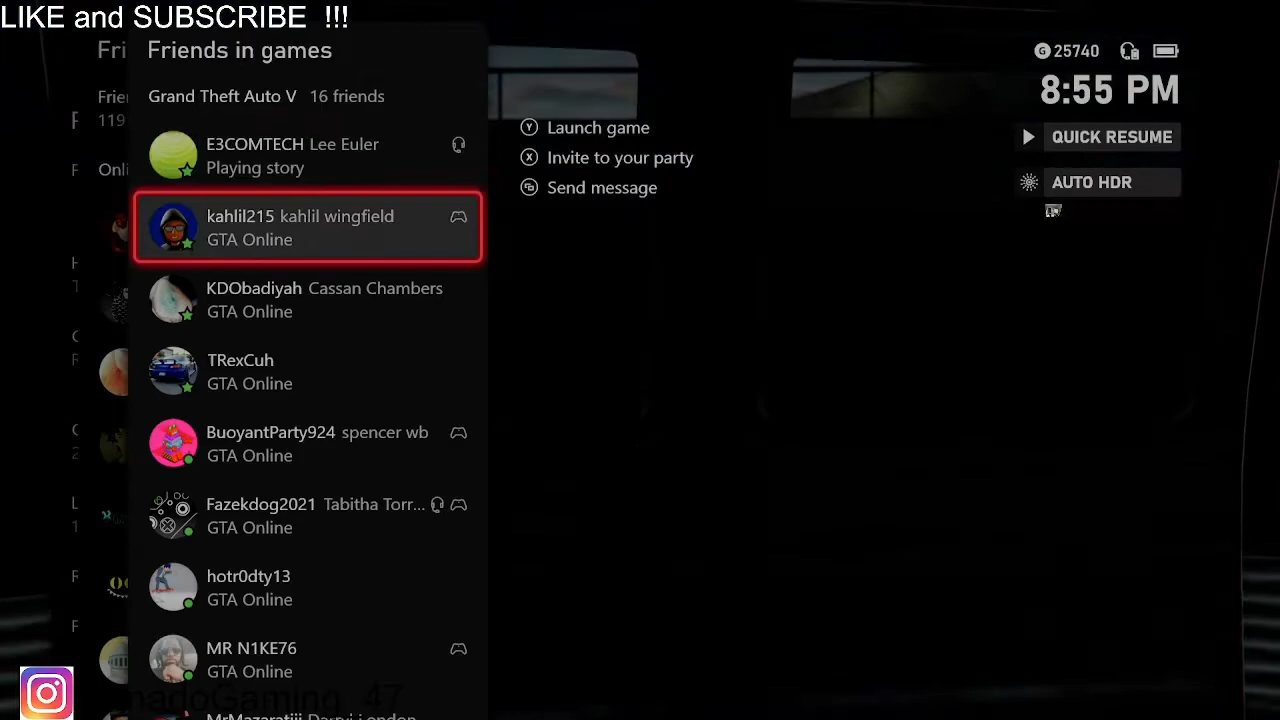 LIKE and SUBSCRIBE !!!
Fri
Friends in games
25740
8:55 PM
QUICK RESUME
AUTO HDR
119
Onli
Grand Theft Auto V 16 friends
E3COMTECH Lee Euler
Playing story
kahlil215 kahlil wingfield
GTA Online
KDObadiyah Cassan Chambers
GTA Online
TRexCuh
GTA Online
BuoyantParty924 spencer wb
GTA Online
Fazekdog2021 Tabitha Torr...
GTA Online
hotr0dty13
GTA Online
MR N1KE76
GTA Online
Launch game
Invite to your party
Send message